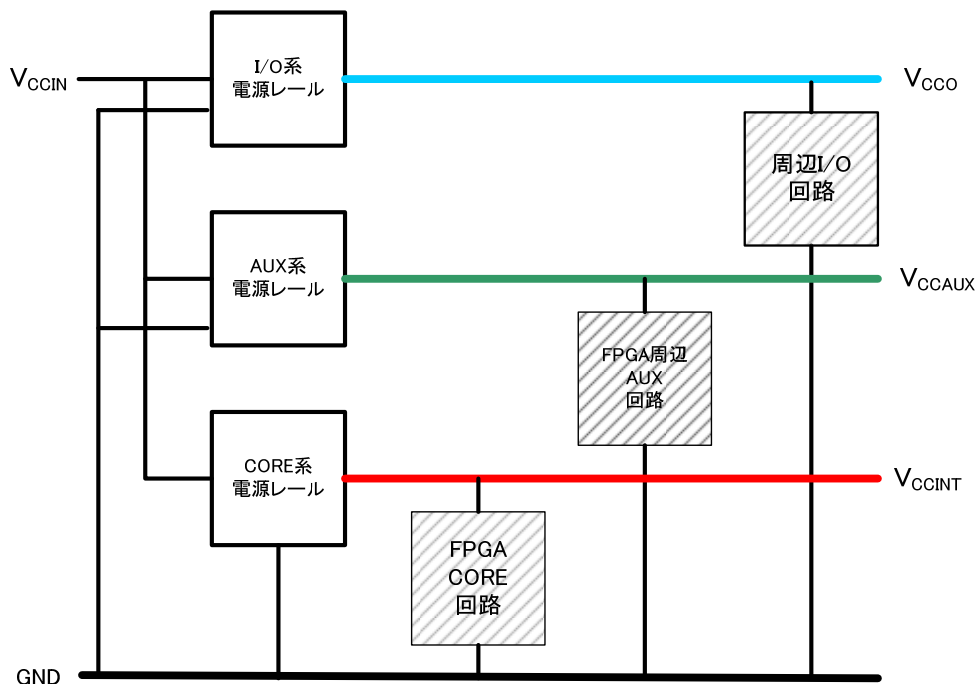 I/O系
電源レール
VCCIN
VCCO
周辺I/O
回路
AUX系
電源レール
VCCAUX
FPGA周辺
AUX
回路
CORE系
電源レール
VCCINT
FPGA
CORE
回路
GND